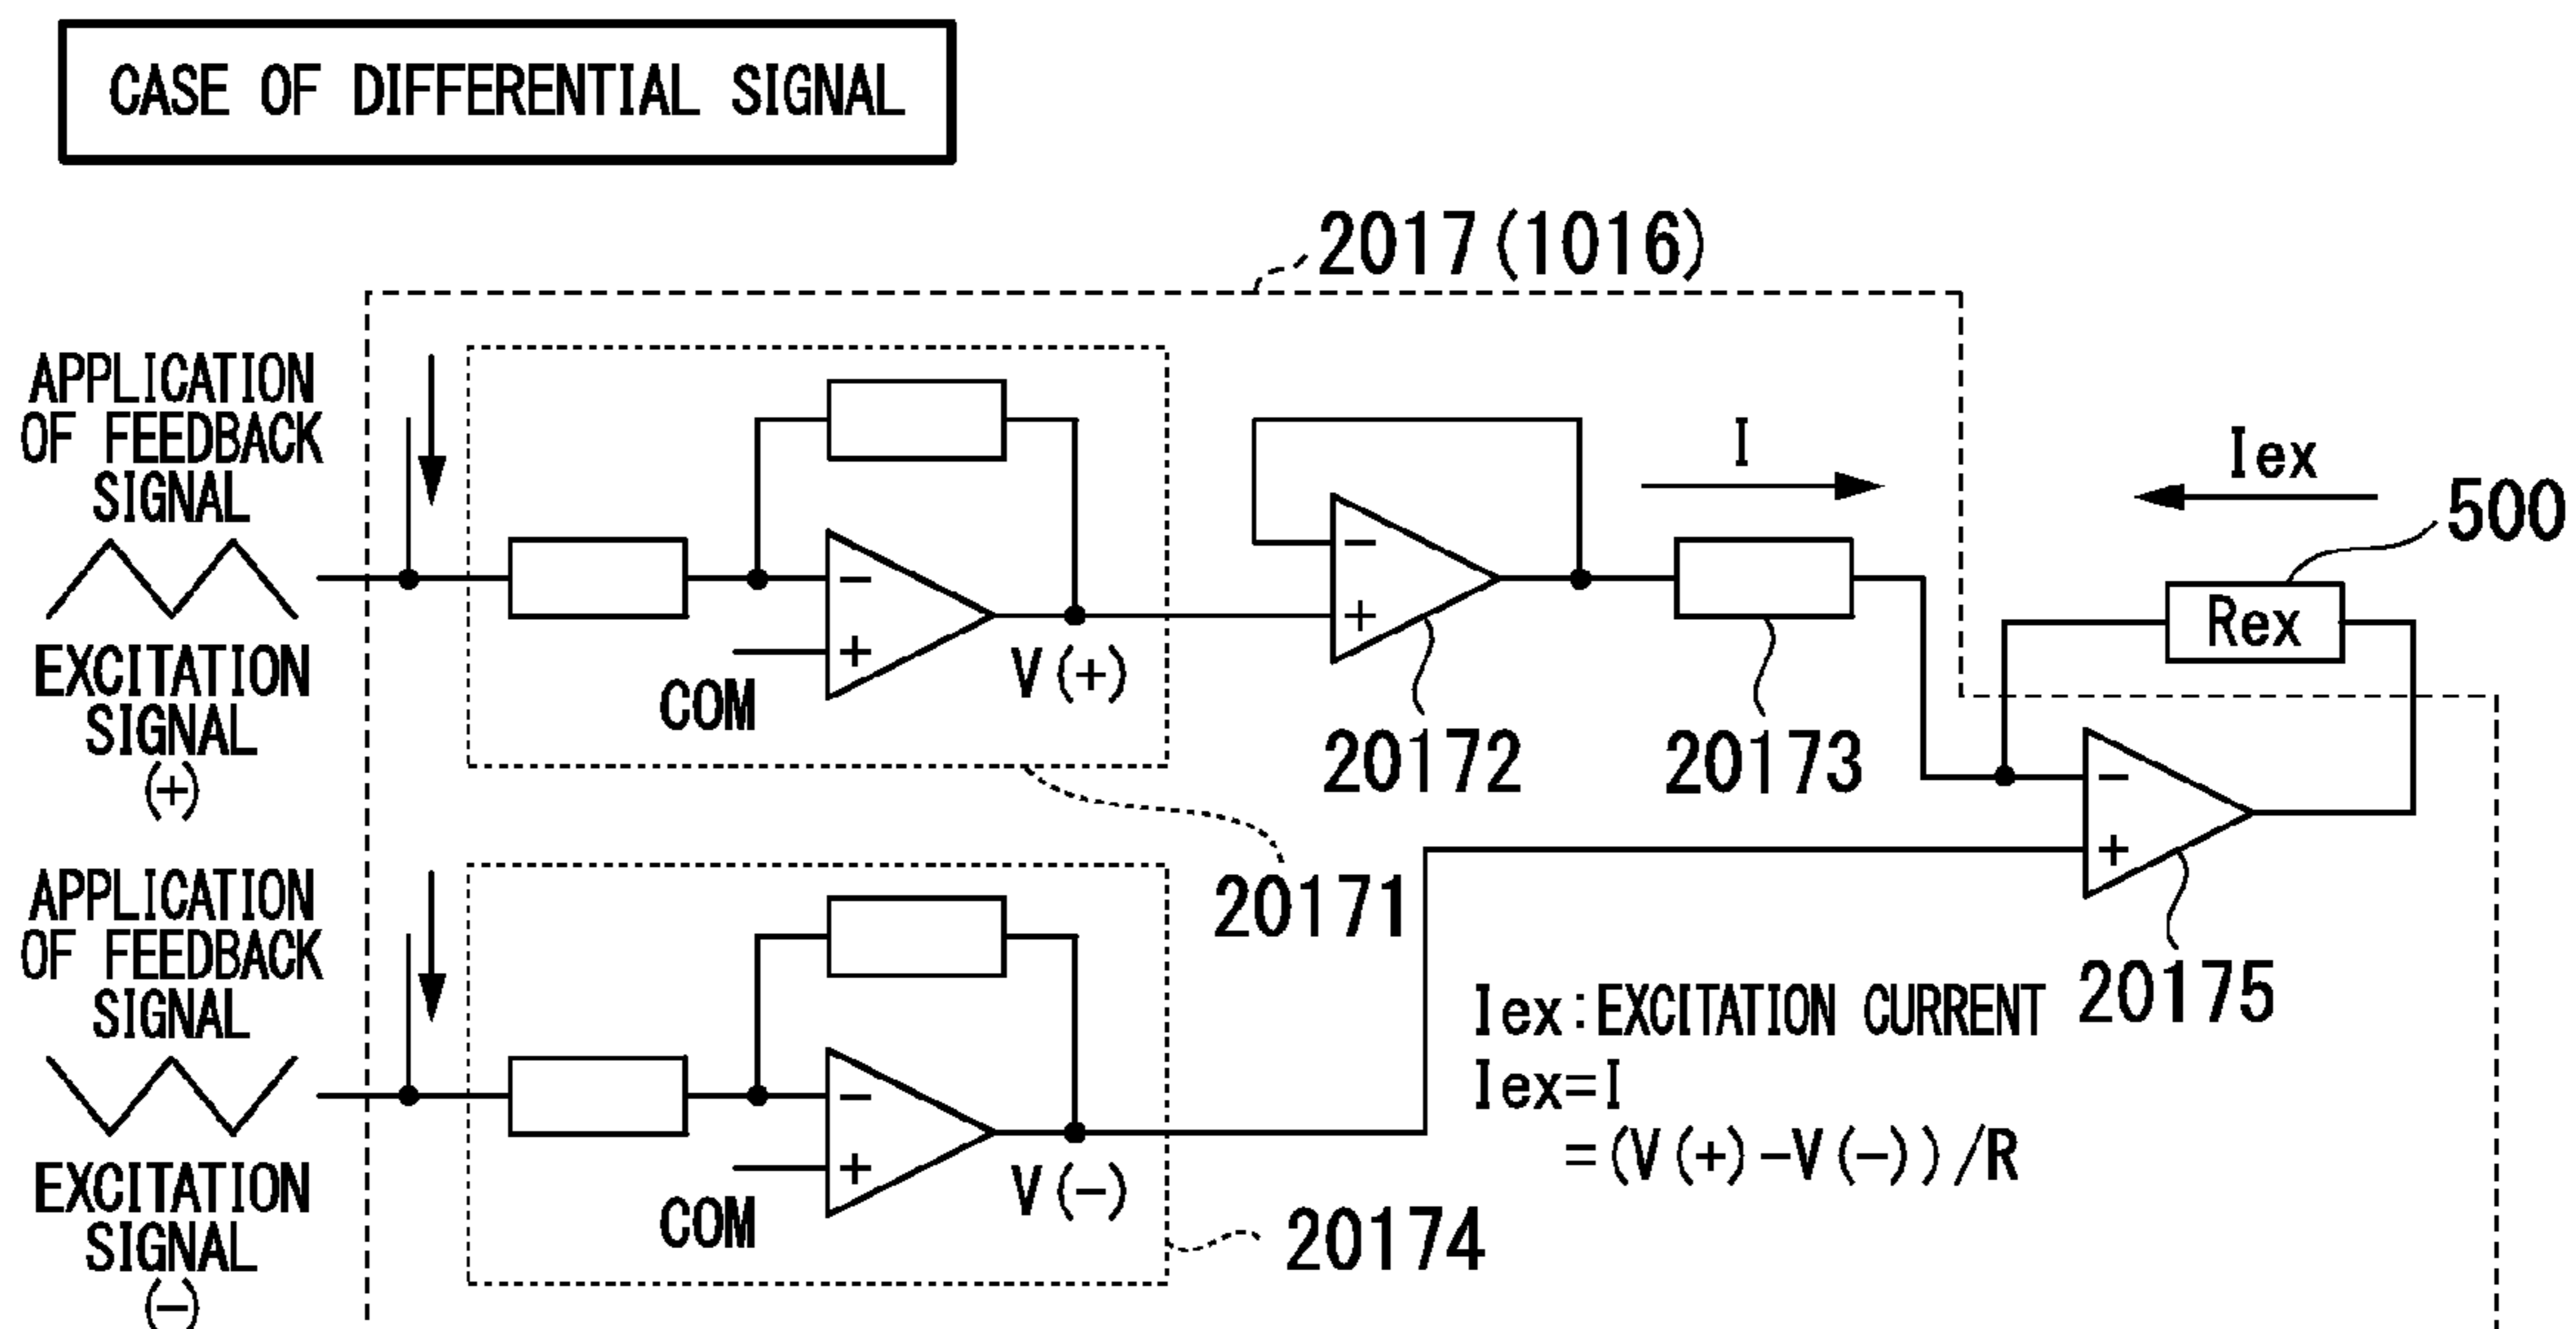 CASE OF DIFFERENTIAL SIGNAL
2017(1016)
APPLICATION
OF FEEDBACK
SIGNAL
EXCITATION
SIGNAL
(+)
−
+
COM
V(+)
−
+
I
Iex
500
Rex
20172
20173
−
+
20171
20175
APPLICATION
OF FEEDBACK
SIGNAL
EXCITATION
SIGNAL
(−)
−
+
COM
V(−)
20174
Iex:EXCITATION CURRENT
Iex=I
=(V(+)−V(−))/R